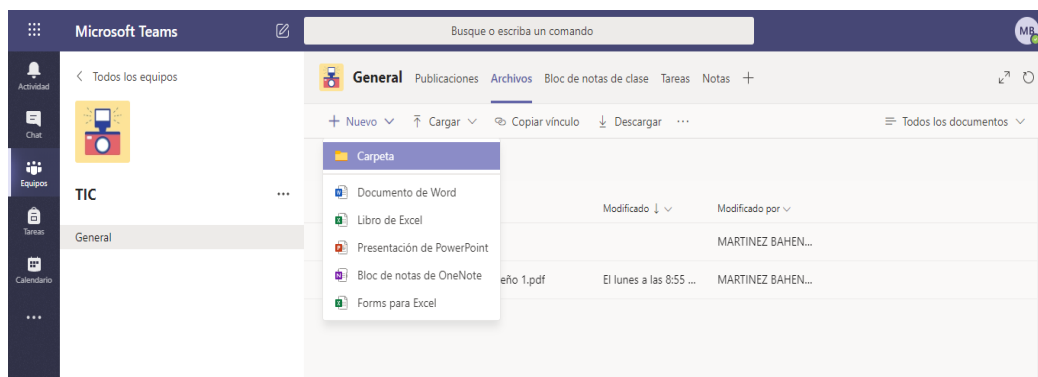 Microsoft Teams
Busque o escriba un comando
MB
Actividad
Chat
Equipos
Tareas
Calendario
Todos los equipos
TIC
General
General Publicaciones Archivos Bloc de notas de clase Tareas Notas
Nuevo Cargar Copiar vínculo Descargar Todos los documentos
Carpeta
Documento de Word
Libro de Excel
Presentación de PowerPoint
Bloc de notas de OneNote
Forms para Excel
Modificado Modificado por
MARTINEZ BAHEN...
eño 1.pdf El lunes a las 8:55 ... MARTINEZ BAHEN...